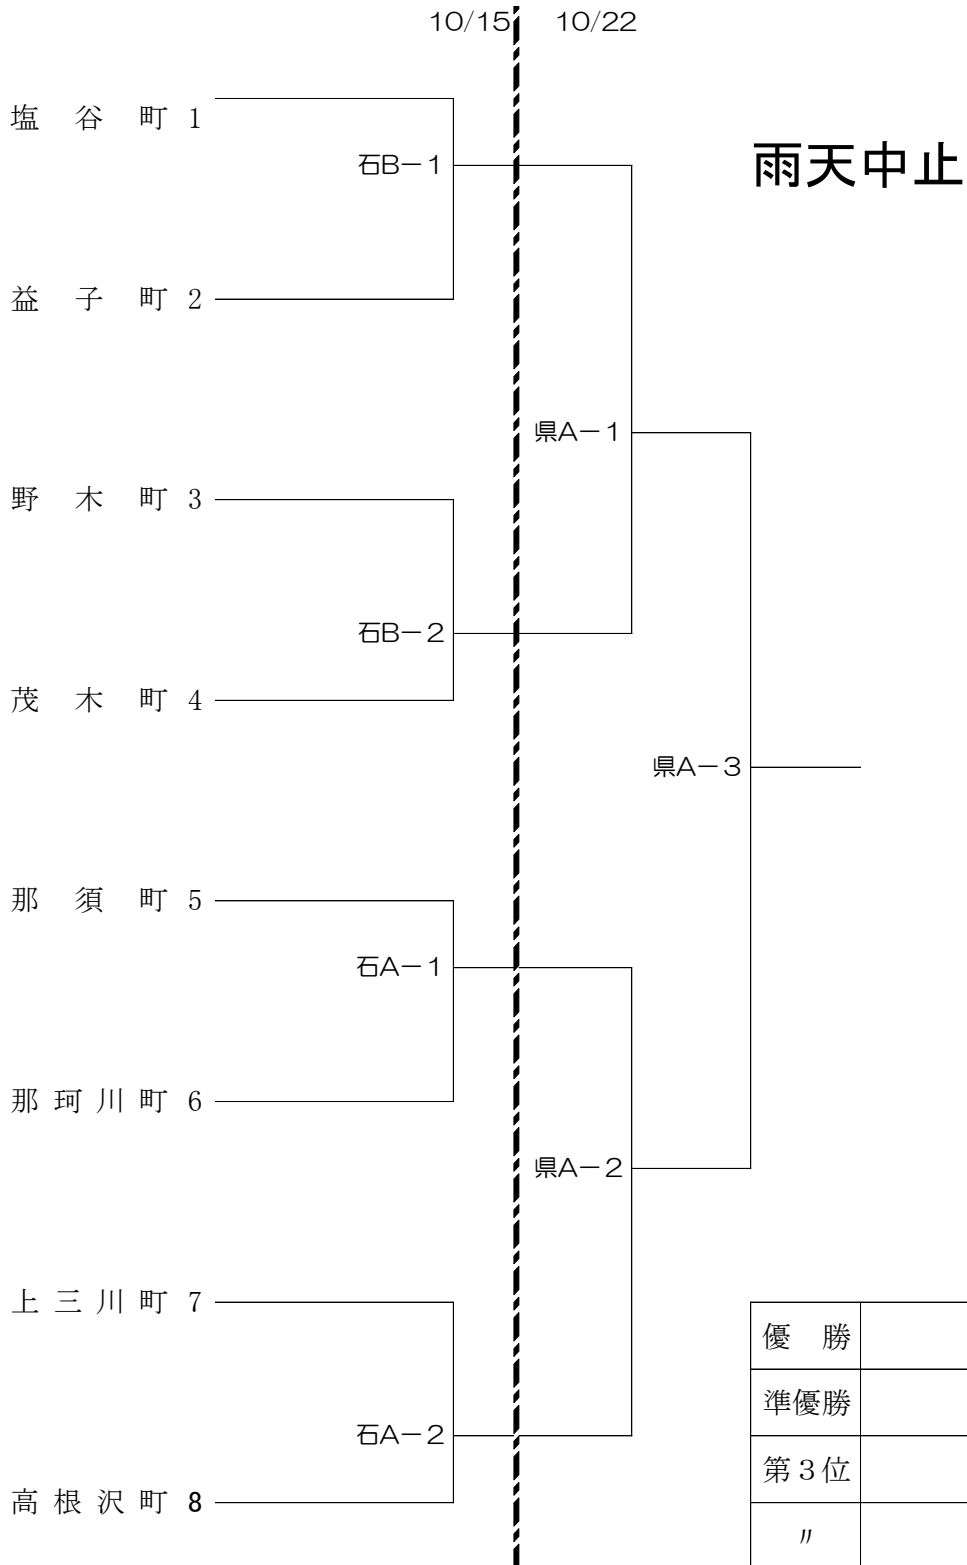 10/15 10/22
塩谷町 1
石B－1
雨天中止
益子町 2
県A－1
野木町 3
石B－2
茂木町 4
県A－3
那須町 5
石A－1
那珂川町 6
県A－2
上三川町 7
優勝
準優勝
石A－2
第３位
高根沢町 8
〃